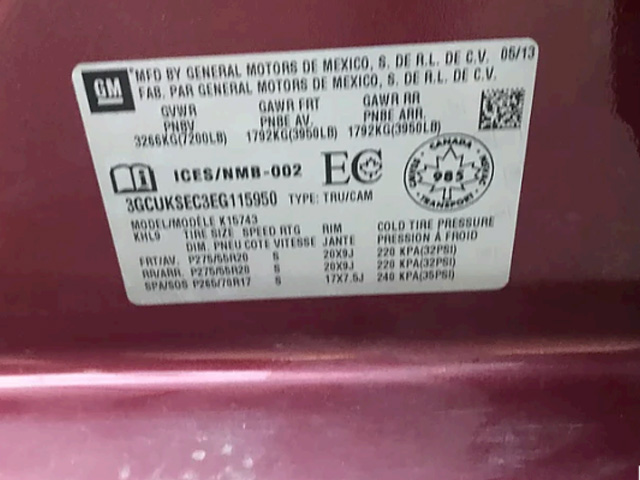 GM
MFD BY GENERAL MOTORS DE MEXICO, S. DE R.L. DE C.V. 05/13
FAB. PAR GENERAL MOTORS DE MEXICO, S. DE R.L. DE C.V.
GVWR GAWR FRT GAWR RR
PNBV PNBE AV. PNBE ARR.
3266KG(7200LB) 1792KG(3950LB) 1792KG(3950LB)
ICES/NMB-002 EC CANADA 985 TRANSPORT
3GCUKSEC3EG115950 TYPE: TRU/CAM
MODEL/MODÈLE K15743
KHL9 TIRE SIZE SPEED RTG RIM COLD TIRE PRESSURE
DIM. PNEU COTE VITESSE JANTE PRESSION À FROID
FRT/AV. P275/55R20 S 20X9J 220 KPA(32PSI)
RR/ARR. P275/55R20 S 20X9J 220 KPA(32PSI)
SPA/SOS P265/70R17 S 17X7.5J 240 KPA(35PSI)